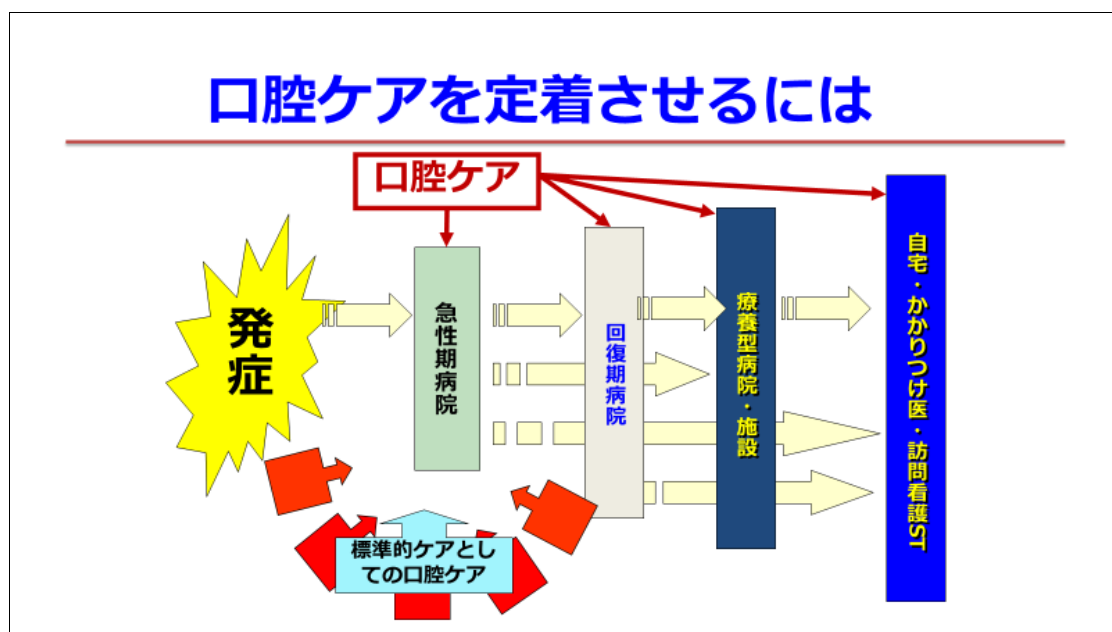 口腔ケアを定着させるには
口腔ケア
発症
急性期病院
回復期病院
療養型病院・施設
自宅・かかりつけ医・訪問看護ST
標準的ケアとし
ての口腔ケア